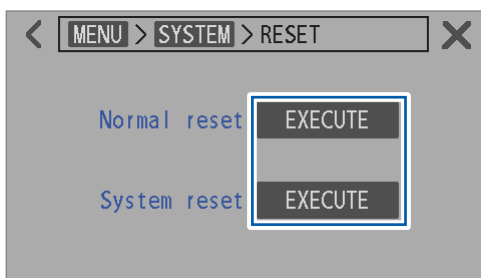 MENU > SYSTEM > RESET
Normal reset EXECUTE
System reset EXECUTE